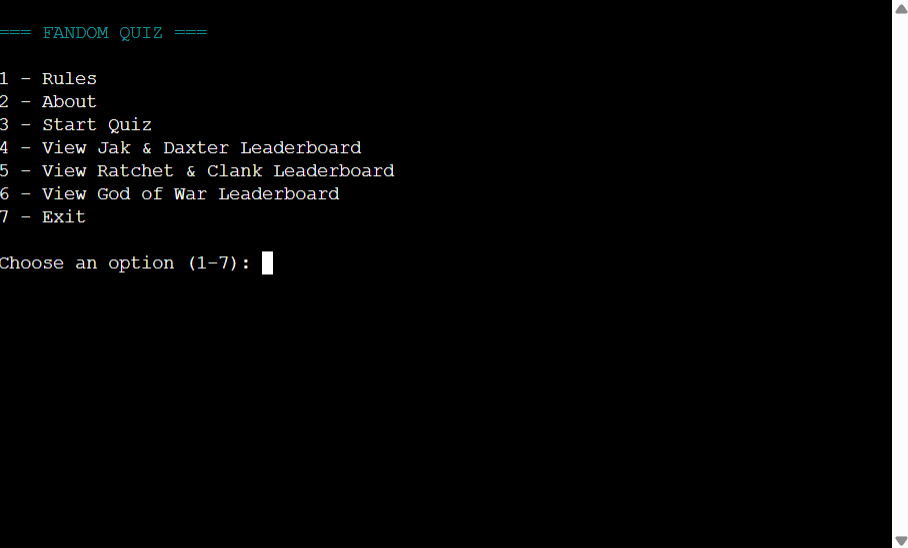 === FANDOM QUIZ ===
1 - Rules
2 - About
3 - Start Quiz
4 - View Jak & Daxter Leaderboard
5 - View Ratchet & Clank Leaderboard
6 - View God of War Leaderboard
7 - Exit
Choose an option (1-7):